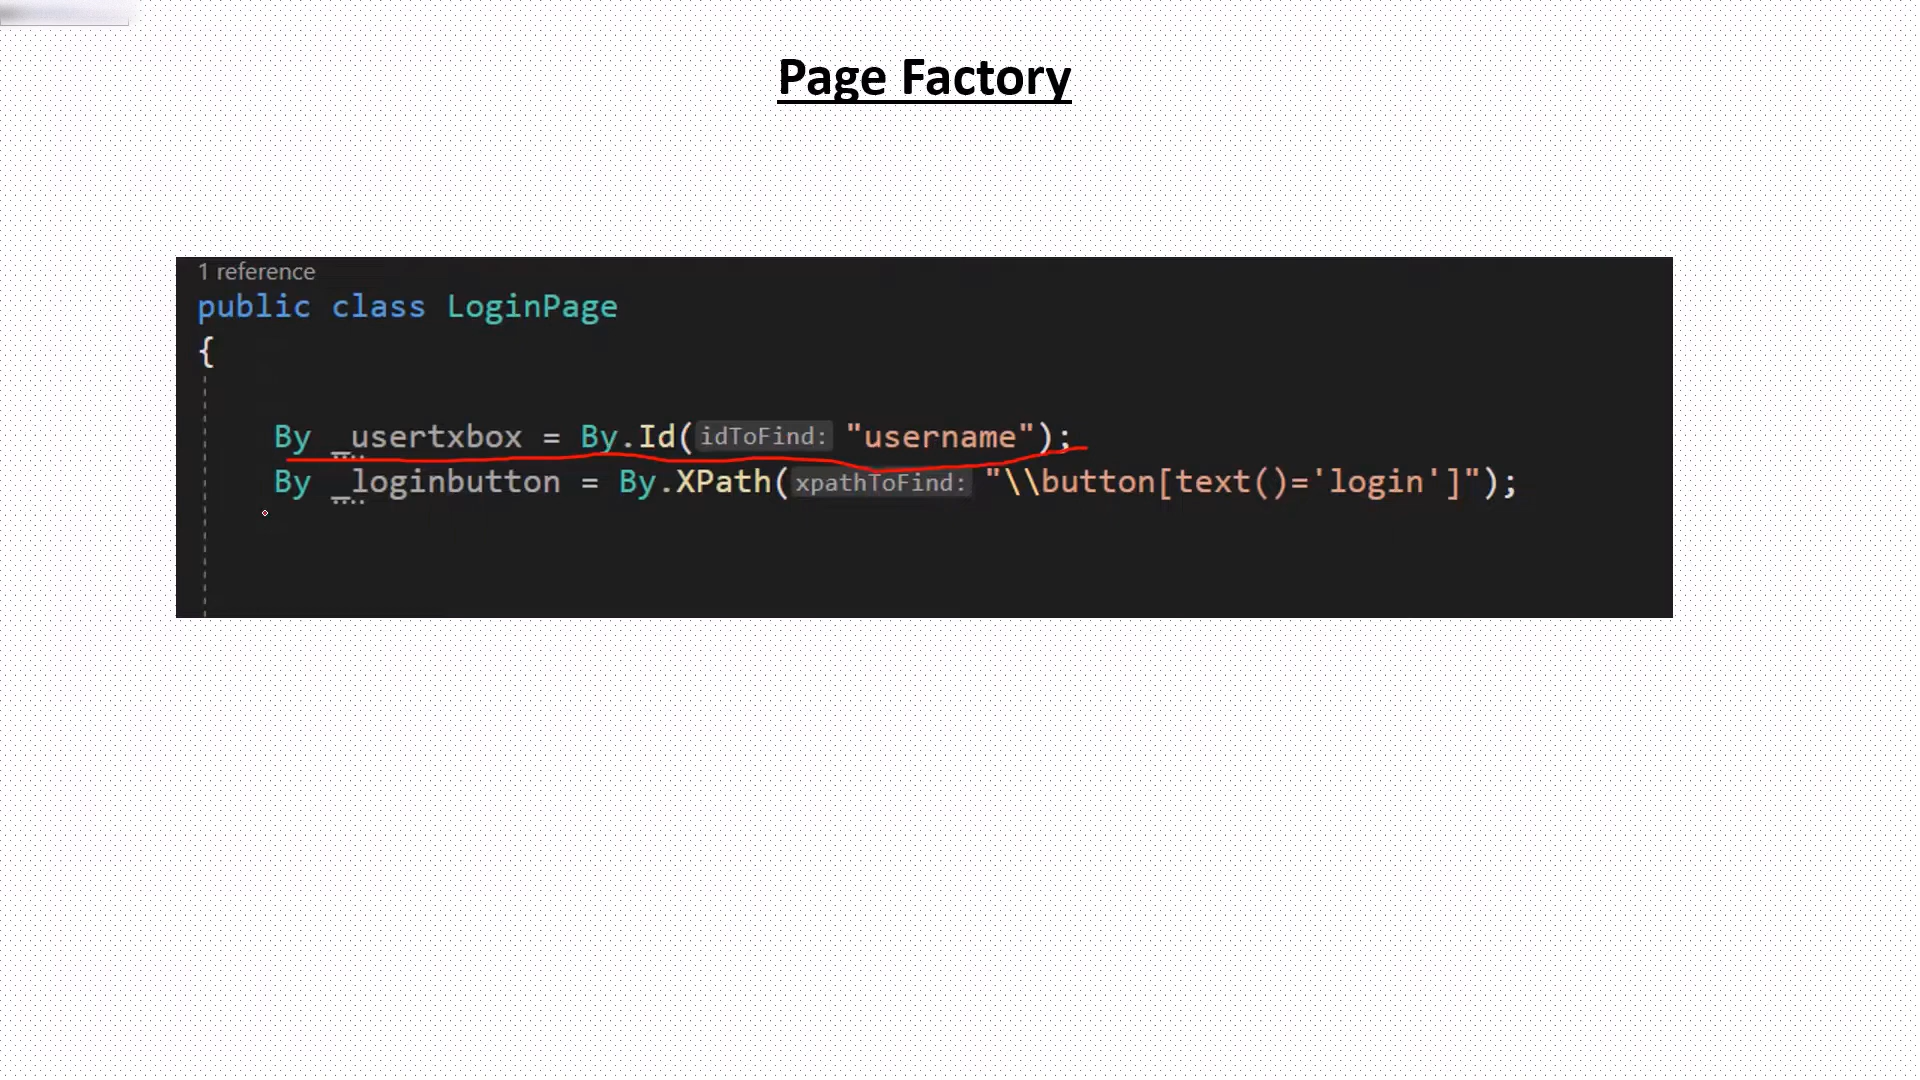 Page Factory
1 reference
public class LoginPage
{
By _usertxbox = By.Id(idToFind: "username");
By _loginbutton = By.XPath(xpathToFind: "\\button[text()='login']");